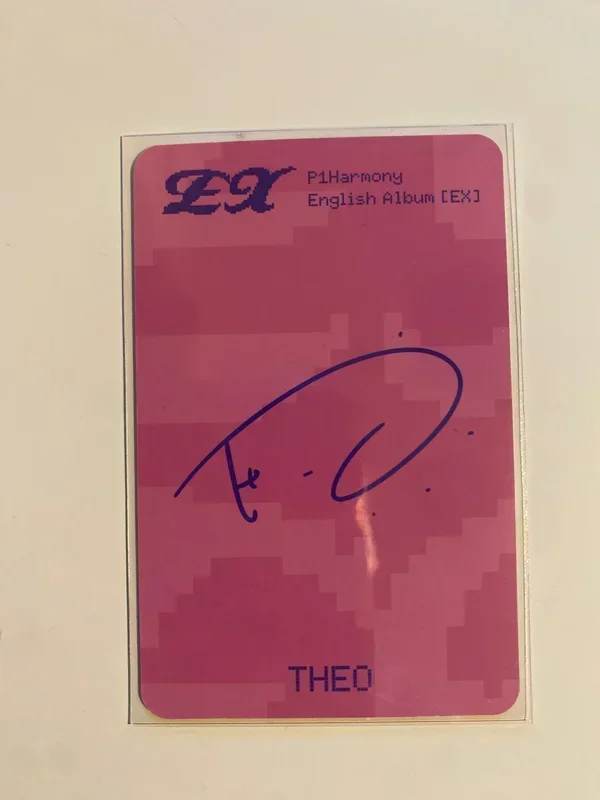 EX
P1Harmony
English Album [EX]
THEO